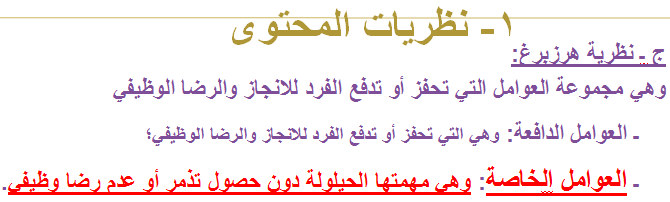 ١- نظريات المحتوى
ج ـ نظرية هرزبرغ:
وهي مجموعة العوامل التي تحفز أو تدفع الفرد للانجاز والرضا الوظيفي
ـ العوامل الدافعة: وهي التي تحفز أو تدفع الفرد للانجاز والرضا الوظيفي؛
ـ العوامل الخاصة: وهي مهمتها الحيلولة دون حصول تذمر أو عدم رضا وظيفي.